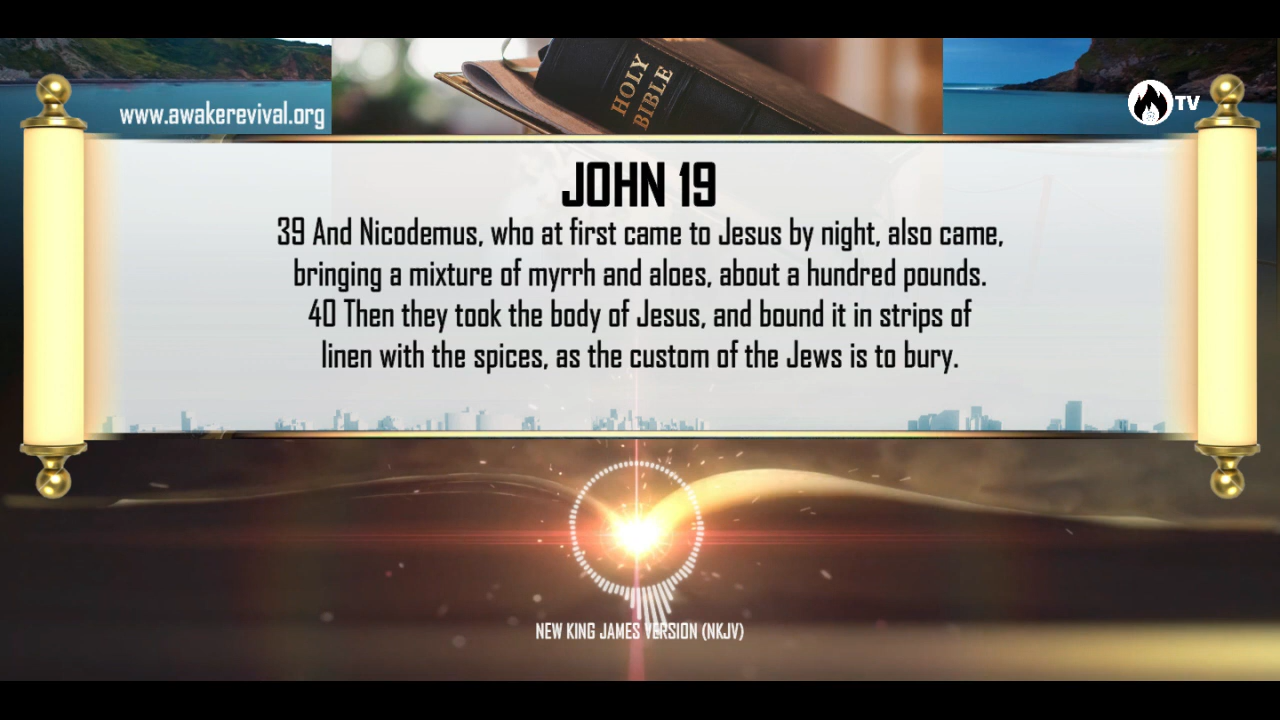 www.awakerevival.org
HOLY
BIBLE
TV
JOHN 19
39 And Nicodemus, who at first came to Jesus by night, also came,
bringing a mixture of myrrh and aloes, about a hundred pounds.
40 Then they took the body of Jesus, and bound it in strips of
linen with the spices, as the custom of the Jews is to bury.
NEW KING JAMES VERSION (NKJV)